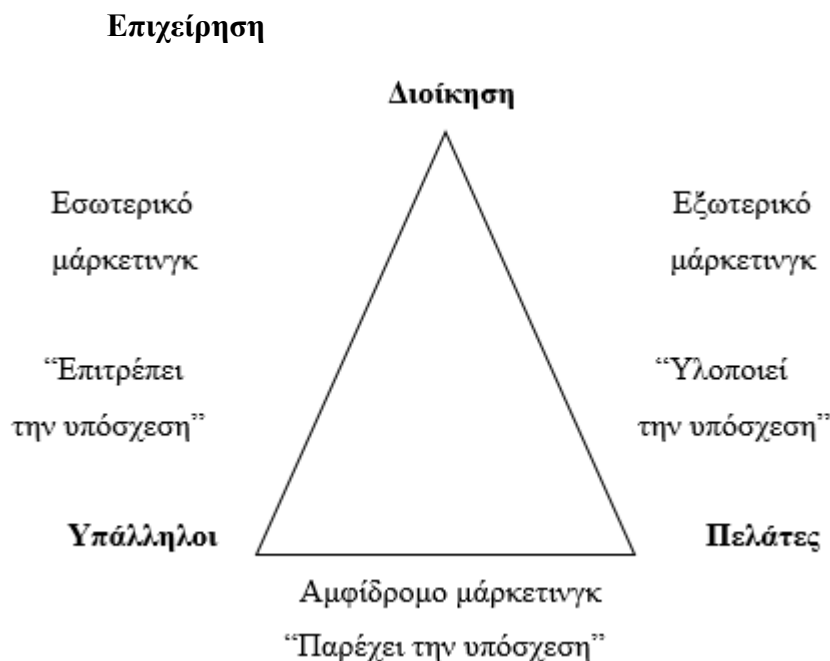 Επιχείρηση
Διοίκηση
Εσωτερικό
μάρκετινγκ
Εξωτερικό
μάρκετινγκ
“Επιτρέπει
την υπόσχεση”
“Υλοποιεί
την υπόσχεση”
Υπάλληλοι
Πελάτες
Αμφίδρομο μάρκετινγκ
“Παρέχει την υπόσχεση”